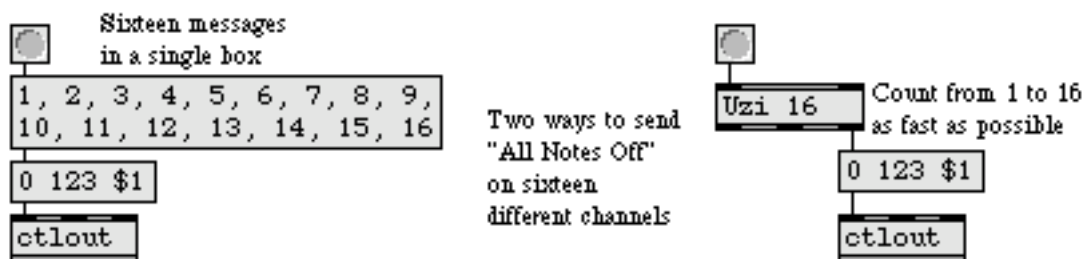 Sixteen messages
in a single box
1, 2, 3, 4, 5, 6, 7, 8, 9,
10, 11, 12, 13, 14, 15, 16
0 123 $1
ctlout
Two ways to send
"All Notes Off"
on sixteen
different channels
Uzi 16
Count from 1 to 16
as fast as possible
0 123 $1
ctlout